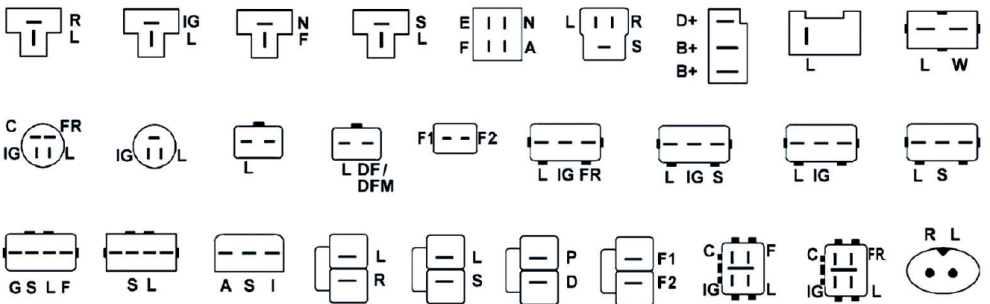 R
L
IG
L
N
F
S
L
E N
F A
L R
S
D+
B+
B+
L
L W
C FR
IG L
IG L
L
L DF/
DFM
F1 F2
L IG FR
L IG S
L IG
L S
G S L F
S L
A S I
L
R
L
S
P
D
F1
F2
C F
IG L
C FR
IG L
R L